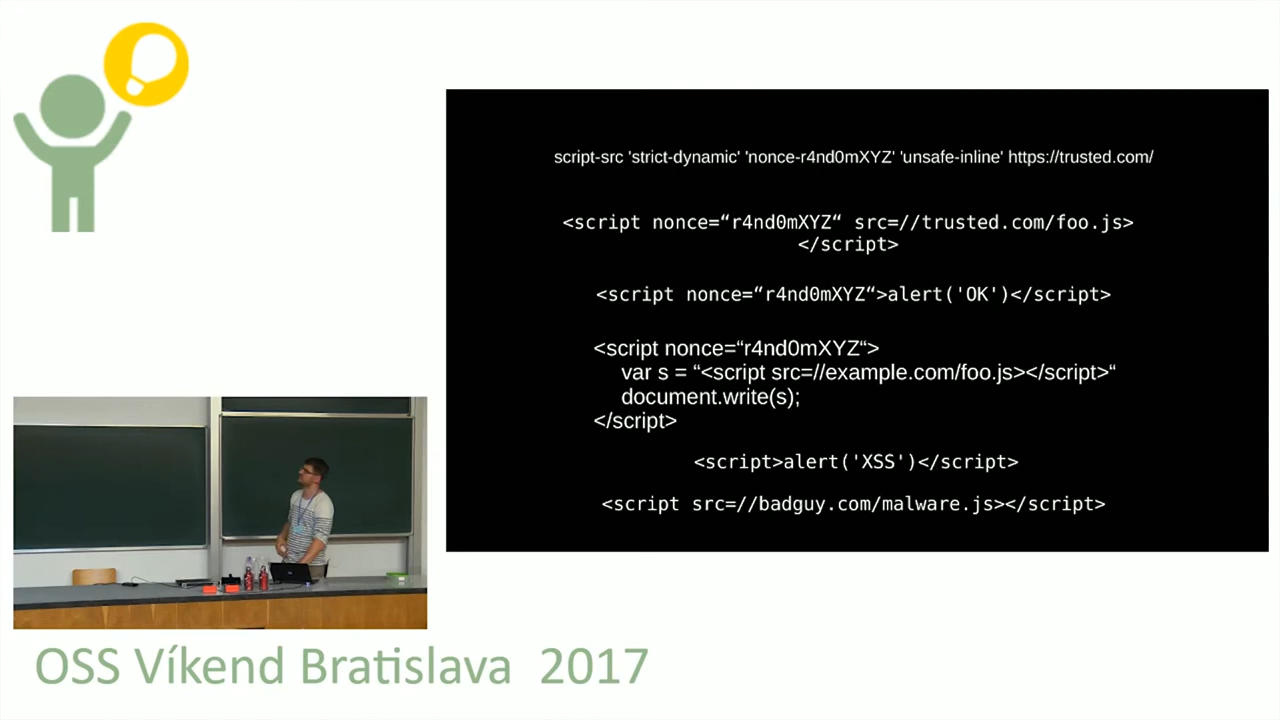 script-src 'strict-dynamic' 'nonce-r4nd0mXYZ' 'unsafe-inline' https://trusted.com/
<script nonce=“r4nd0mXYZ“ src=//trusted.com/foo.js>
</script>
<script nonce=“r4nd0mXYZ“>alert('OK')</script>
<script nonce=“r4nd0mXYZ“>
var s = “<script src=//example.com/foo.js></script>“
document.write(s);
</script>
<script>alert('XSS')</script>
<script src=//badguy.com/malware.js></script>
OSS Víkend Bratislava 2017